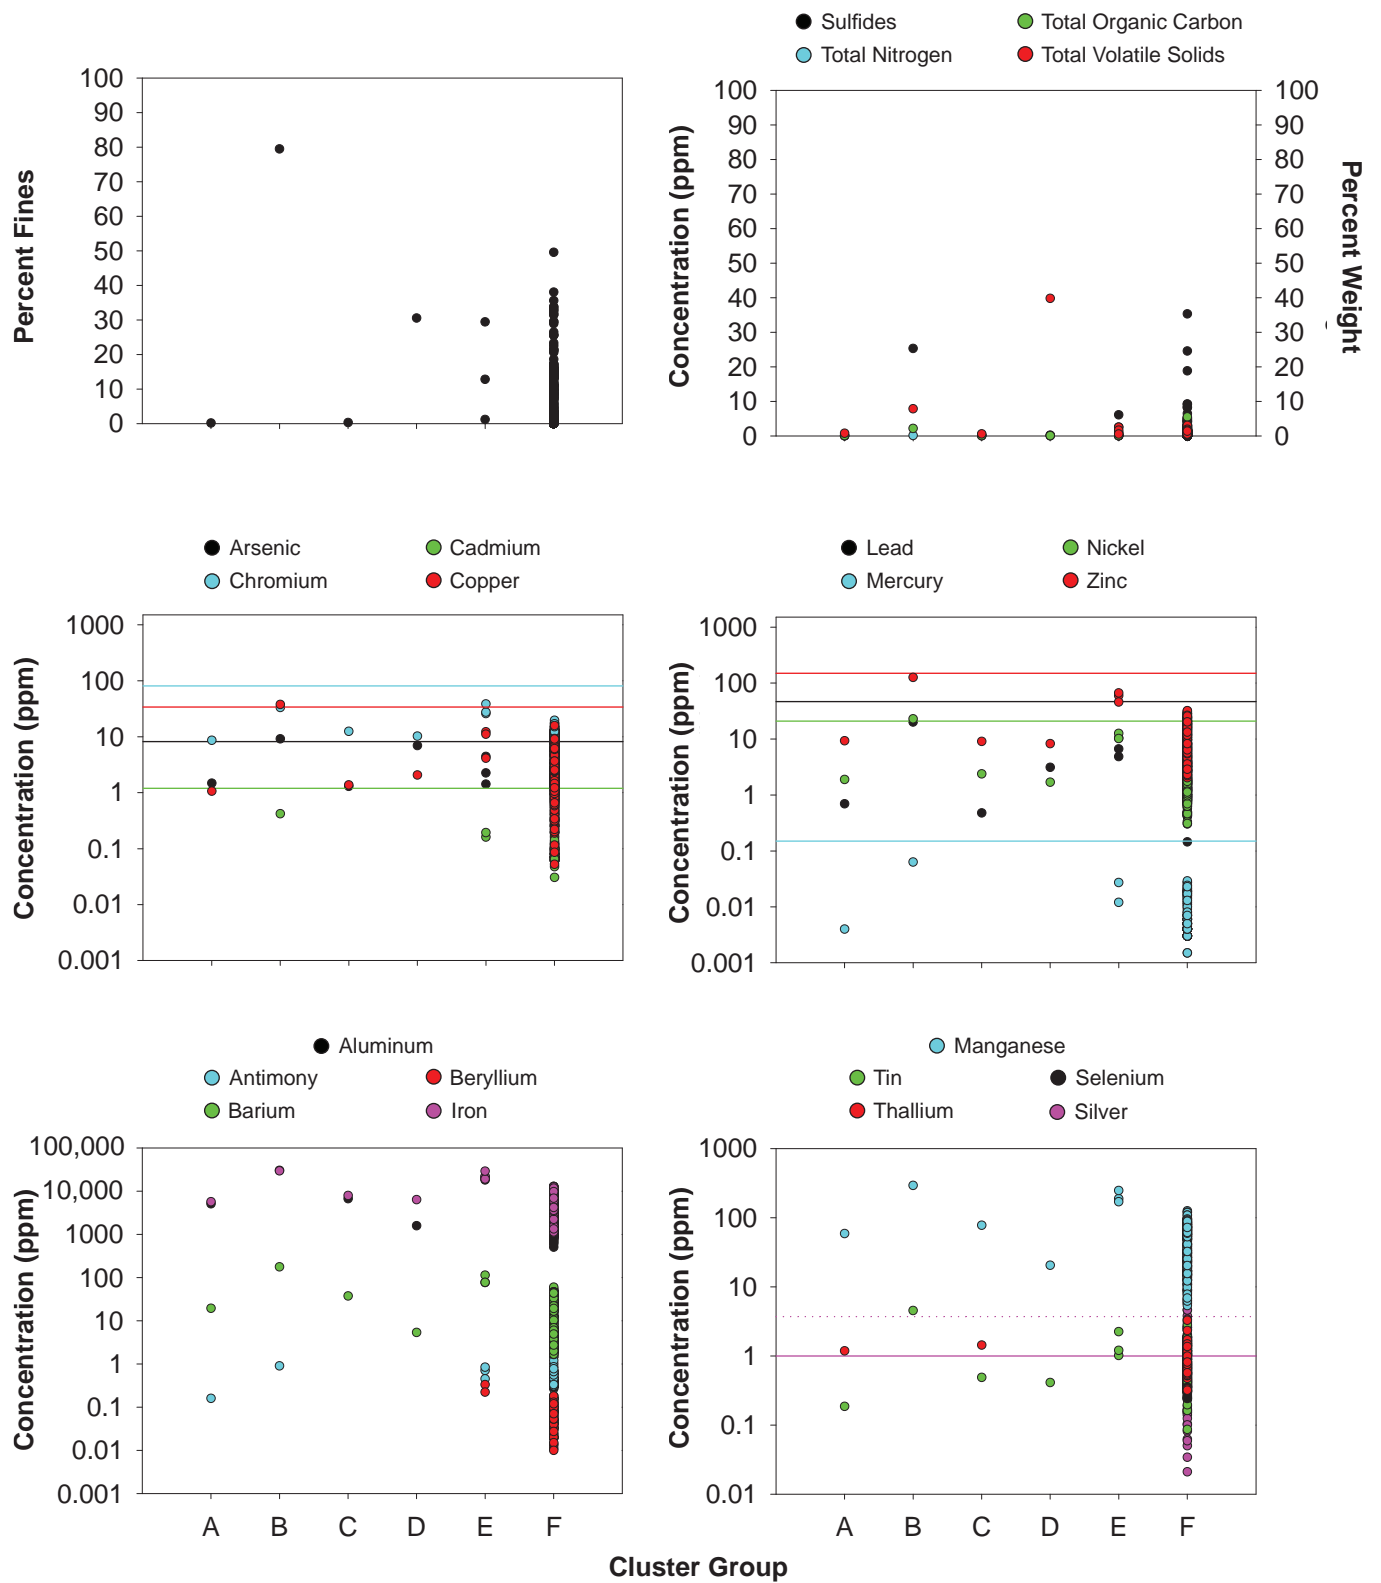 Sulfides Total Organic Carbon
Total Nitrogen Total Volatile Solids
Percent Fines
100
90
80
70
60
50
40
30
20
10
0
Concentration (ppm)
100
90
80
70
60
50
40
30
20
10
0
100
90
80
70
60
50
40
30
20
10
0
Percent Weight
Arsenic Cadmium
Chromium Copper
Concentration (ppm)
1000
100
10
1
0.1
0.01
0.001
Lead Nickel
Mercury Zinc
Concentration (ppm)
1000
100
10
1
0.1
0.01
0.001
Aluminum
Antimony Beryllium
Barium Iron
Concentration (ppm)
100,000
10,000
1000
100
10
1
0.1
0.01
0.001
A B C D E F
Manganese
Tin Selenium
Thallium Silver
Concentration (ppm)
1000
100
10
1
0.1
0.01
A B C D E F
Cluster Group